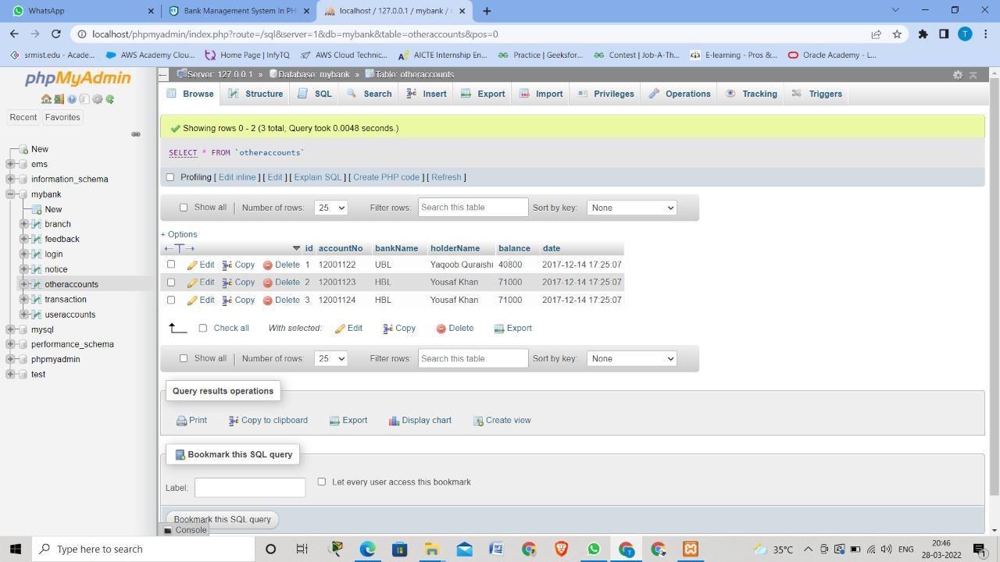 WhatsApp
Bank Management System In PH
localhost / 127.0.0.1 / mybank /
localhost/phpmyadmin/index.php?route=/sql&server=1&db=mybank&table=otheraccounts&pos=0
T
srmist.edu - Acade... AWS Academy Clou... Home Page | InfyTQ AWS Cloud Technic... AICTE Internship En... Practice | Geeksfor... Contest | Job-A-Th... E-learning - Pros &... Oracle Academy - L...
phpMyAdmin
Recent Favorites
New
ems
information_schema
mybank
New
branch
feedback
login
notice
otheraccounts
transaction
useraccounts
mysql
performance_schema
phpmyadmin
test
Server: 127.0.0.1 » Database: mybank » Table: otheraccounts
Browse Structure SQL Search Insert Export Import Privileges Operations Tracking Triggers
Showing rows 0 - 2 (3 total, Query took 0.0048 seconds.)
SELECT * FROM `otheraccounts`
Profiling [ Edit inline ] [ Edit ] [ Explain SQL ] [ Create PHP code ] [ Refresh ]
Show all | Number of rows: 25 Filter rows: Search this table Sort by key: None
+ Options
←T→ id accountNo bankName holderName balance date
Edit Copy Delete 1 12001122 UBL Yaqoob Quraishi 40800 2017-12-14 17:25:07
Edit Copy Delete 2 12001123 HBL Yousaf Khan 71000 2017-12-14 17:25:07
Edit Copy Delete 3 12001124 HBL Yousaf Khan 71000 2017-12-14 17:25:07
Check all With selected: Edit Copy Delete Export
Show all | Number of rows: 25 Filter rows: Search this table Sort by key: None
Query results operations
Print Copy to clipboard Export Display chart Create view
Bookmark this SQL query
Label: Let every user access this bookmark
Bookmark this SQL query
Console
Type here to search
35°C ENG
20:46
28-03-2022